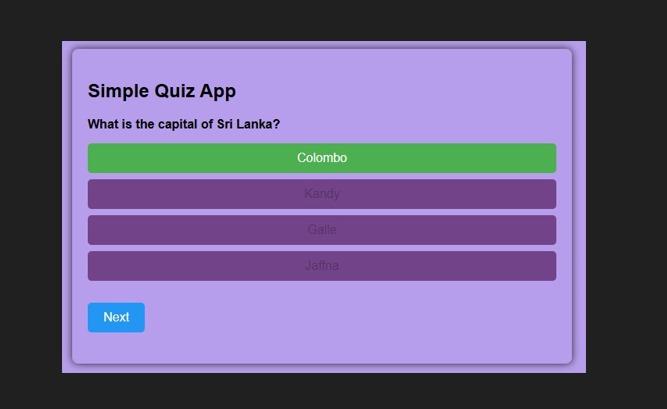 Simple Quiz App
What is the capital of Sri Lanka?
Colombo
Kandy
Galle
Jaffna
Next